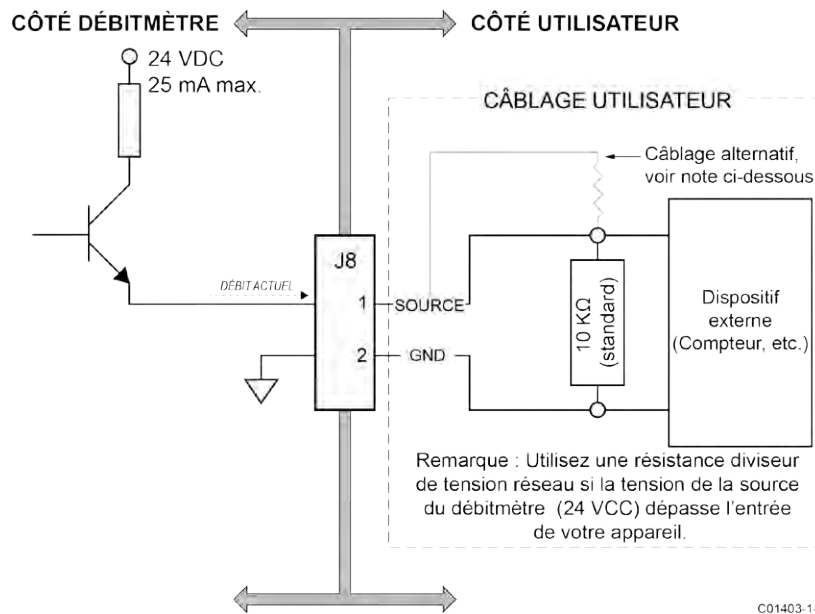 CÔTÉ DÉBITMÈTRE
CÔTÉ UTILISATEUR
24 VDC
25 mA max.
CÂBLAGE UTILISATEUR
Câblage alternatif,
voir note ci-dessous
J8
DÉBIT ACTUEL
1
SOURCE
2
GND
10 KΩ
(standard)
Dispositif
externe
(Compteur, etc.)
Remarque : Utilisez une résistance diviseur
de tension réseau si la tension de la source
du débitmètre (24 VCC) dépasse l'entrée
de votre appareil.
C01403-1-